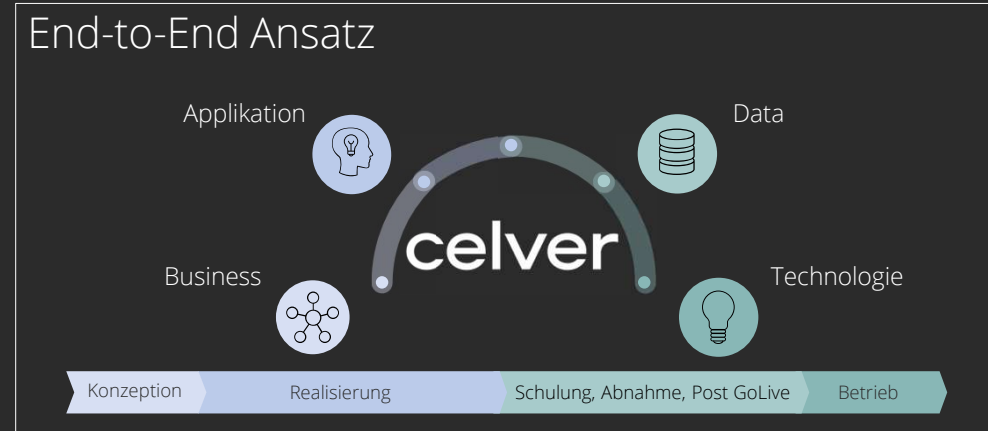 End-to-End Ansatz
Applikation
Data
celver
Business
Technologie
Konzeption
Realisierung
Schulung, Abnahme, Post GoLive
Betrieb